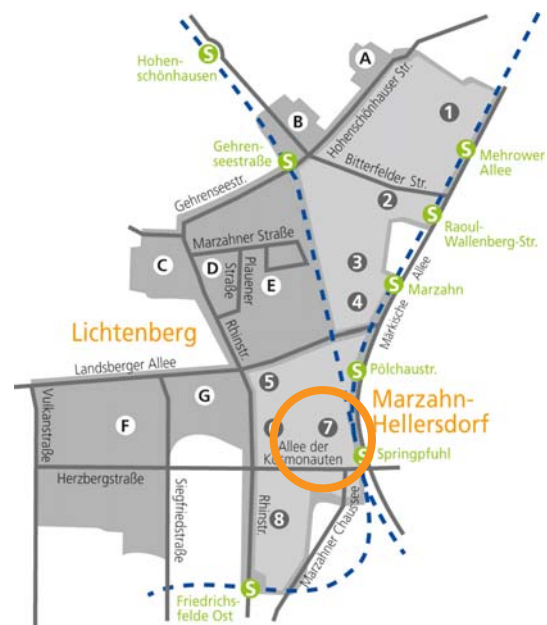 Hohen-
schönhausen
S
A
Hohenschönhauser Str.
1
B
Gehren-
seestraße
S
S
Mehrower
Allee
Bitterfelder Str.
Gehrenseestr.
2
S
Raoul-
Wallenberg-Str.
Marzahner Straße
C
D
Plauener
Straße
E
3
4
S
Marzahn
Märkische Allee
Lichtenberg
Rhinstr.
Landsberger Allee
S
Pölchaustr.
5
G
Marzahn-
Hellersdorf
Vulkanstraße
F
7
Allee der
Kosmonauten
S
Springpfuhl
Herzbergstraße
Siegfriedstraße
Rhinstr.
8
Marzahner Chaussee
S
Friedrichs-
felde Ost